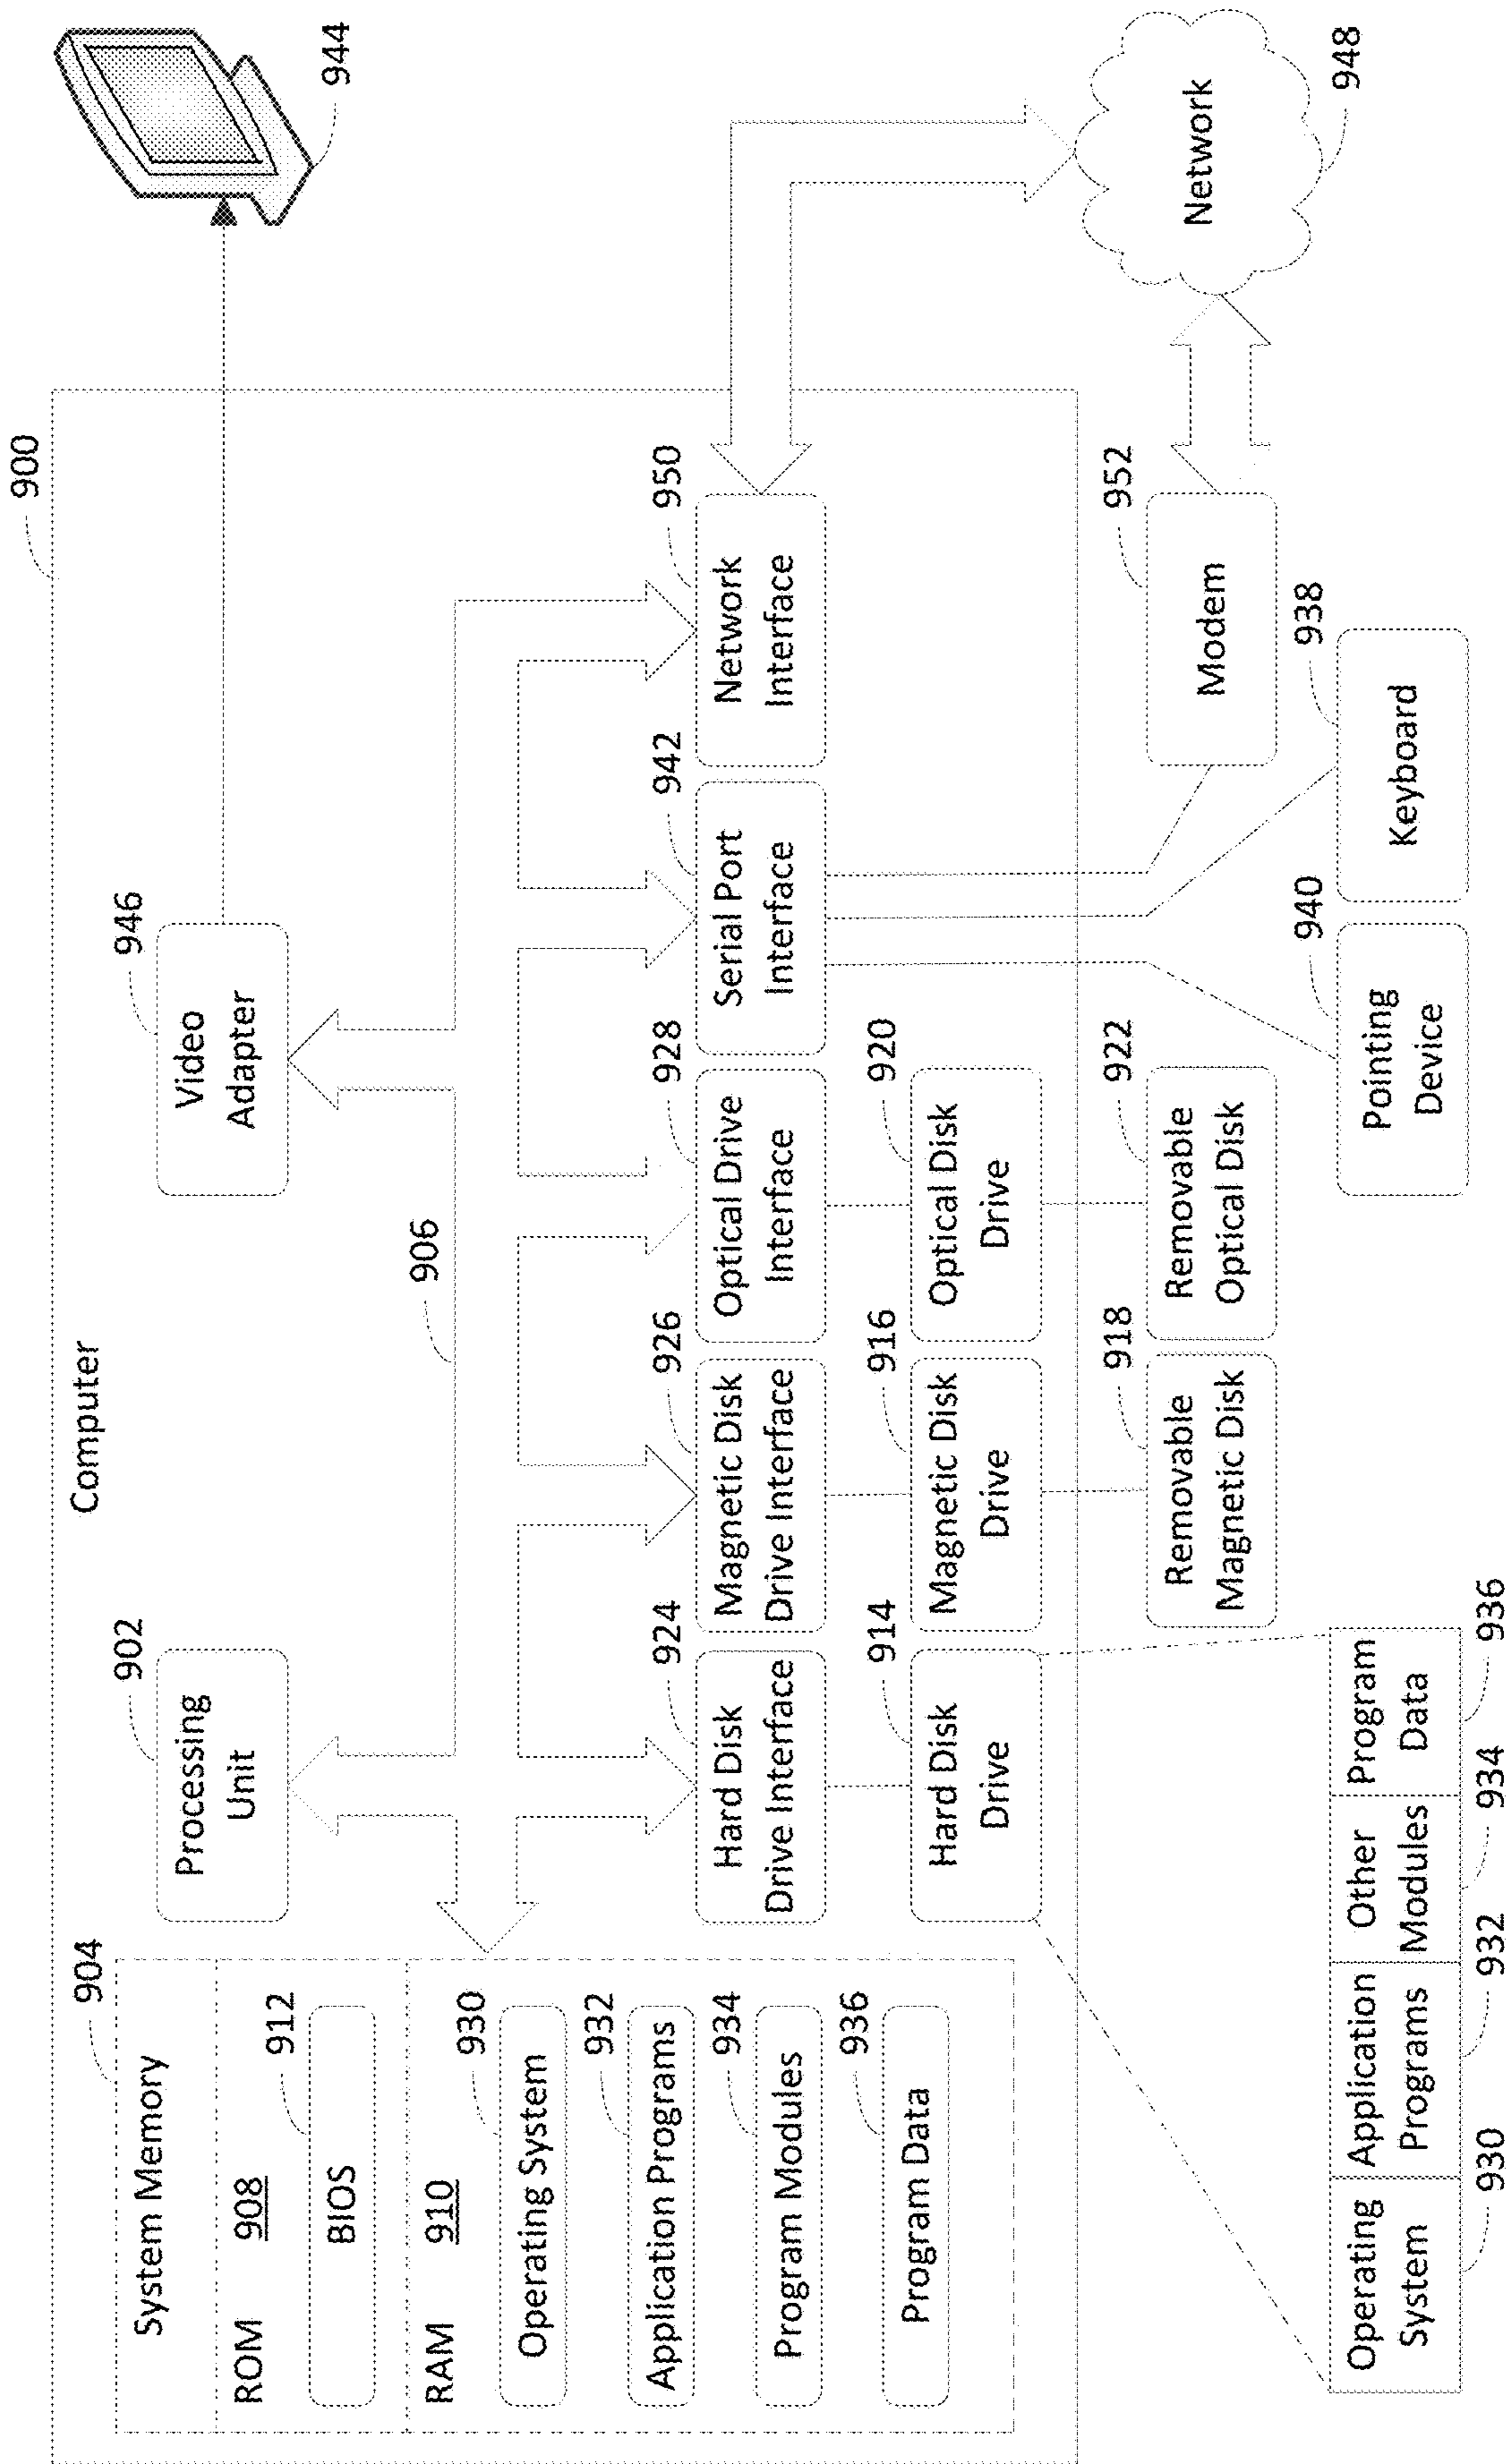 900
Computer
904
System Memory
ROM 908
912
BIOS
RAM 910
930
Operating System
932
Application Programs
934
Program Modules
936
Program Data
902
Processing
Unit
946
Video
Adapter
944
906
924
Hard Disk
Drive Interface
926
Magnetic Disk
Drive Interface
928
Optical Drive
Interface
942
Serial Port
Interface
950
Network
Interface
914
Hard Disk
Drive
916
Magnetic Disk
Drive
920
Optical Disk
Drive
918
Removable
Magnetic Disk
922
Removable
Optical Disk
952
Modem
Network
948
940
Pointing
Device
938
Keyboard
Operating
System
Application
Programs
Other
Modules
Program
Data
930
932
934
936